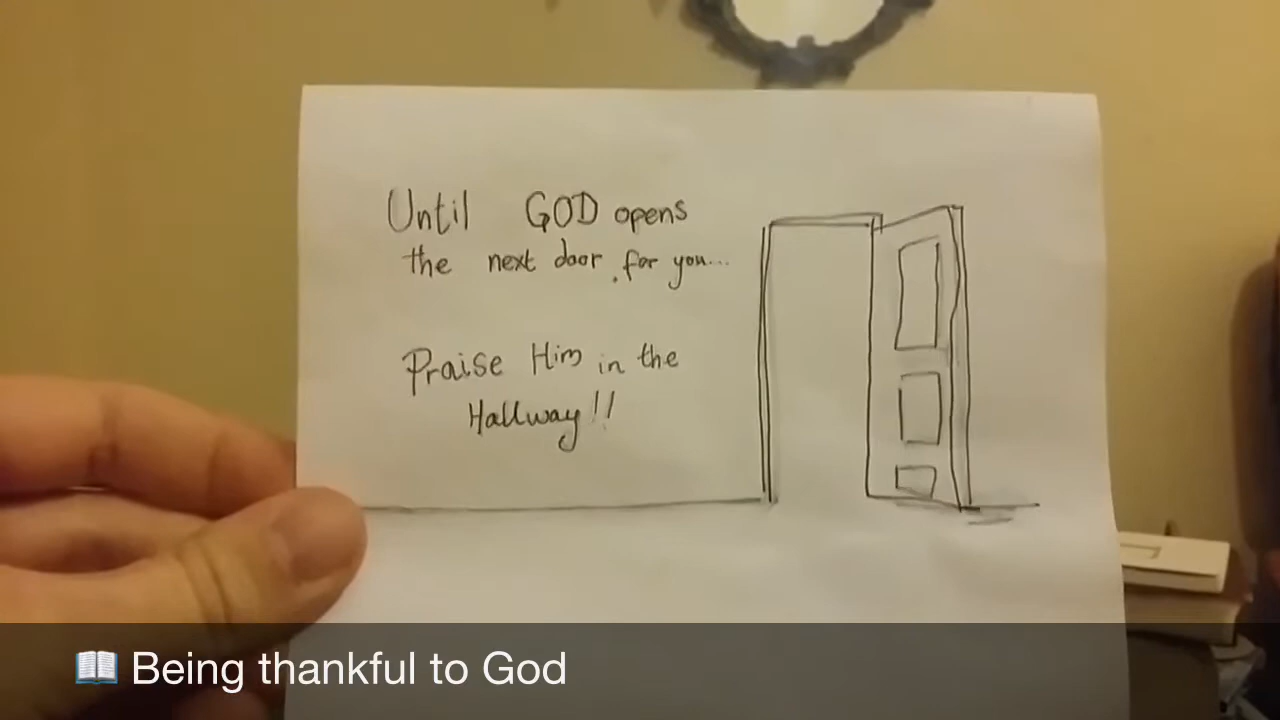 Until GOD opens
the next door for you...
Praise Him in the
Hallway!!
📖 Being thankful to God